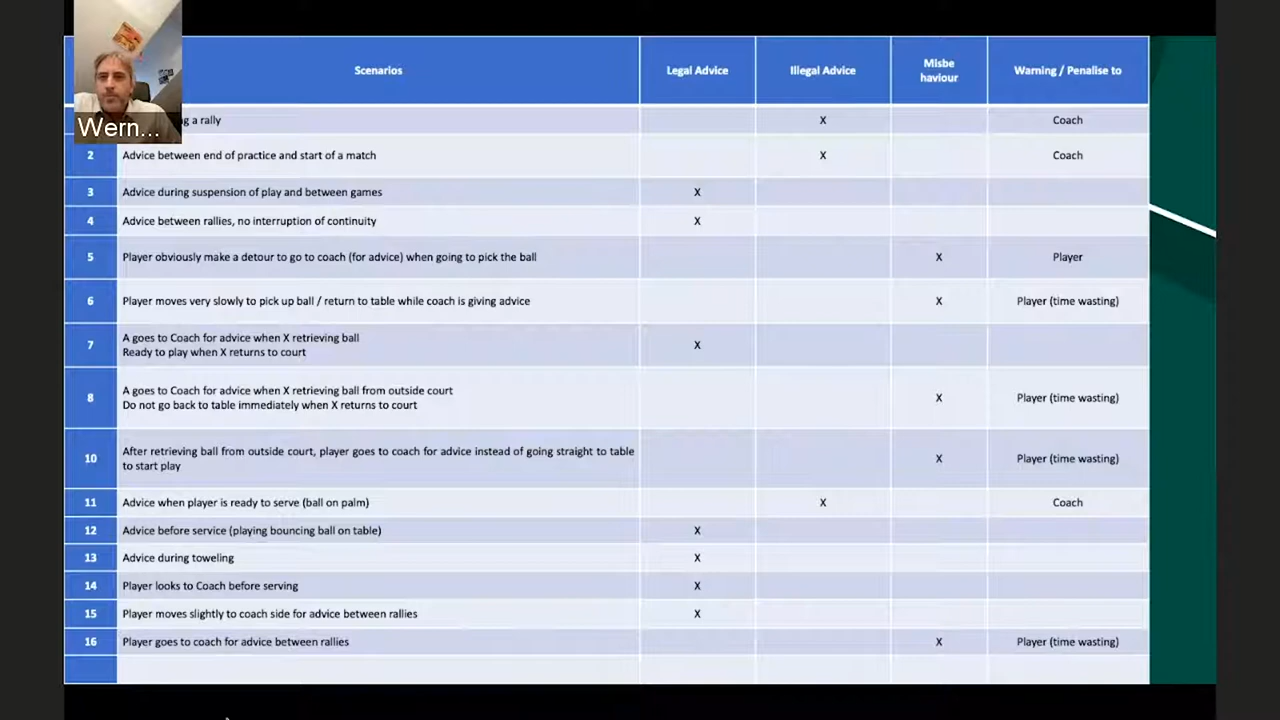 Scenarios
Legal Advice
Illegal Advice
Misbe
haviour
Warning / Penalise to
a rally
X
Coach
Wern...
2
Advice between end of practice and start of a match
X
Coach
3
Advice during suspension of play and between games
X
4
Advice between rallies, no interruption of continuity
X
5
Player obviously make a detour to go to coach (for advice) when going to pick the ball
X
Player
6
Player moves very slowly to pick up ball / return to table while coach is giving advice
X
Player (time wasting)
7
A goes to Coach for advice when X retrieving ball
Ready to play when X returns to court
X
8
A goes to Coach for advice when X retrieving ball from outside court
Do not go back to table immediately when X returns to court
X
Player (time wasting)
10
After retrieving ball from outside court, player goes to coach for advice instead of going straight to table
to start play
X
Player (time wasting)
11
Advice when player is ready to serve (ball on palm)
X
Coach
12
Advice before service (playing bouncing ball on table)
X
13
Advice during toweling
X
14
Player looks to Coach before serving
X
15
Player moves slightly to coach side for advice between rallies
X
16
Player goes to coach for advice between rallies
X
Player (time wasting)